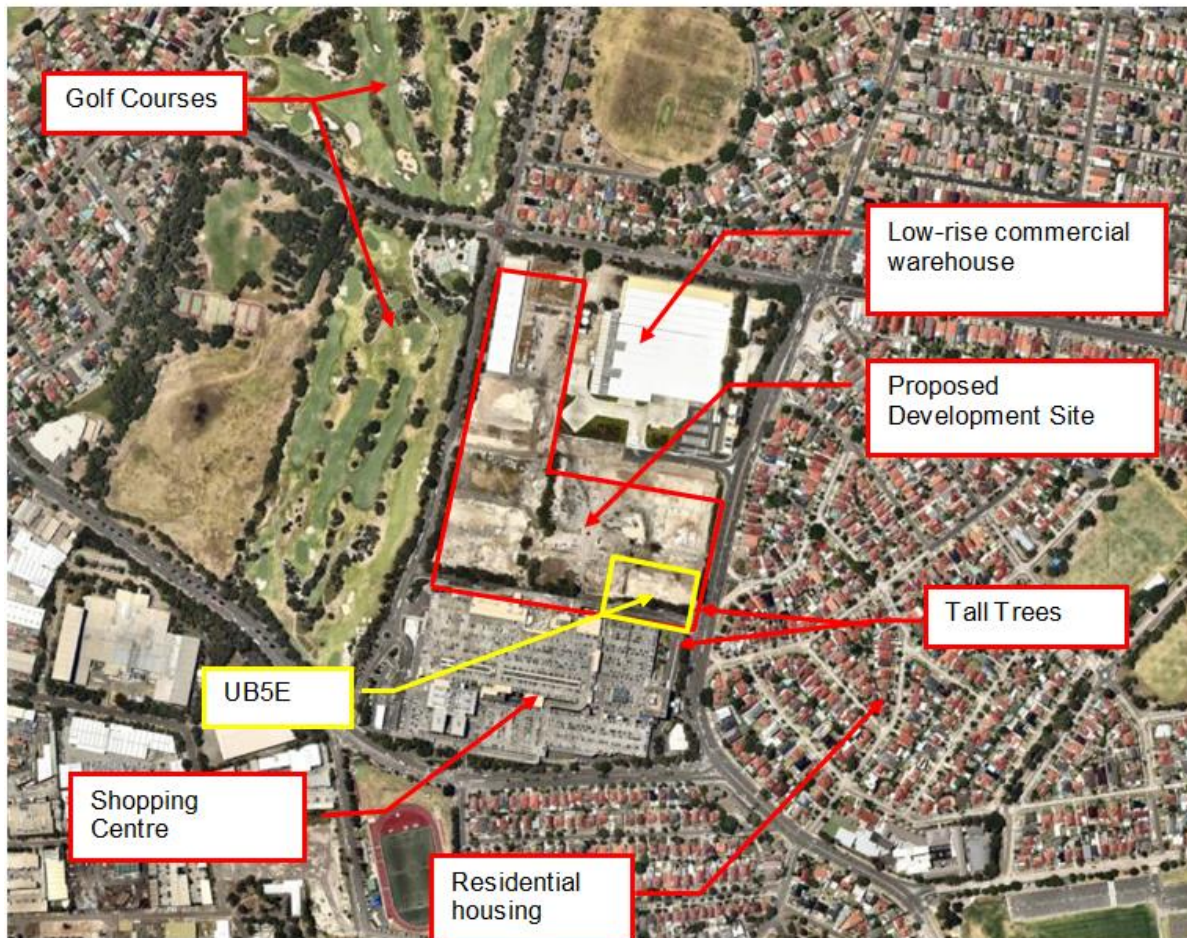 Golf Courses
Low-rise commercial
warehouse
Proposed
Development Site
Tall Trees
UB5E
Shopping
Centre
Residential
housing